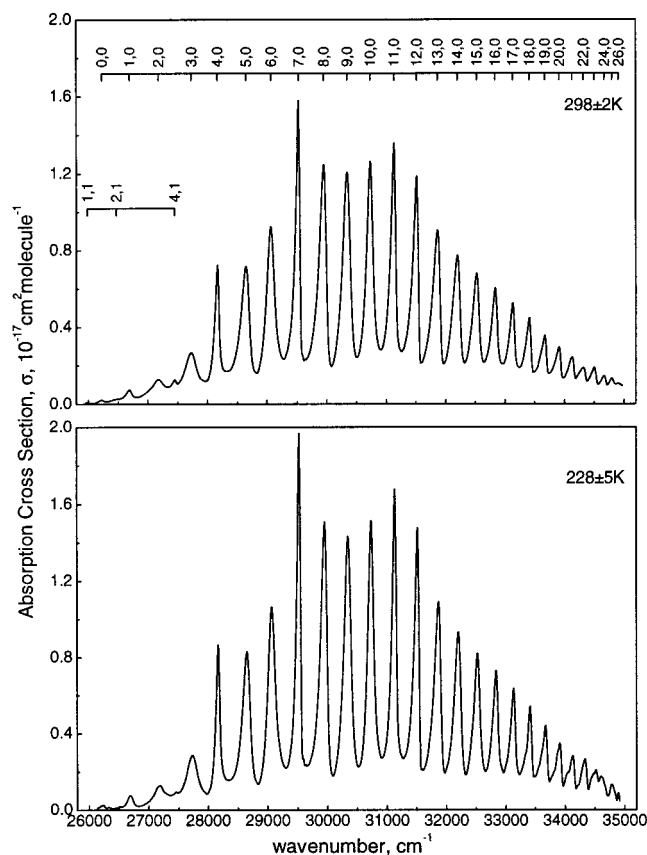 2.0
0,0 1,0 2,0 3,0 4,0 5,0 6,0 7,0 8,0 9,0 10,0 11,0 12,0 13,0 14,0 15,0 16,0 17,0 18,0 19,0 20,0 22,0 24,0 26,0
298±2K
1.6
1.2
1,1 2,1 4,1
0.8
0.4
0.0
Absorption Cross Section, σ, 10⁻¹⁷cm²molecule⁻¹
2.0
228±5K
1.6
1.2
0.8
0.4
0.0
26000 27000 28000 29000 30000 31000 32000 33000 34000 35000
wavenumber, cm⁻¹